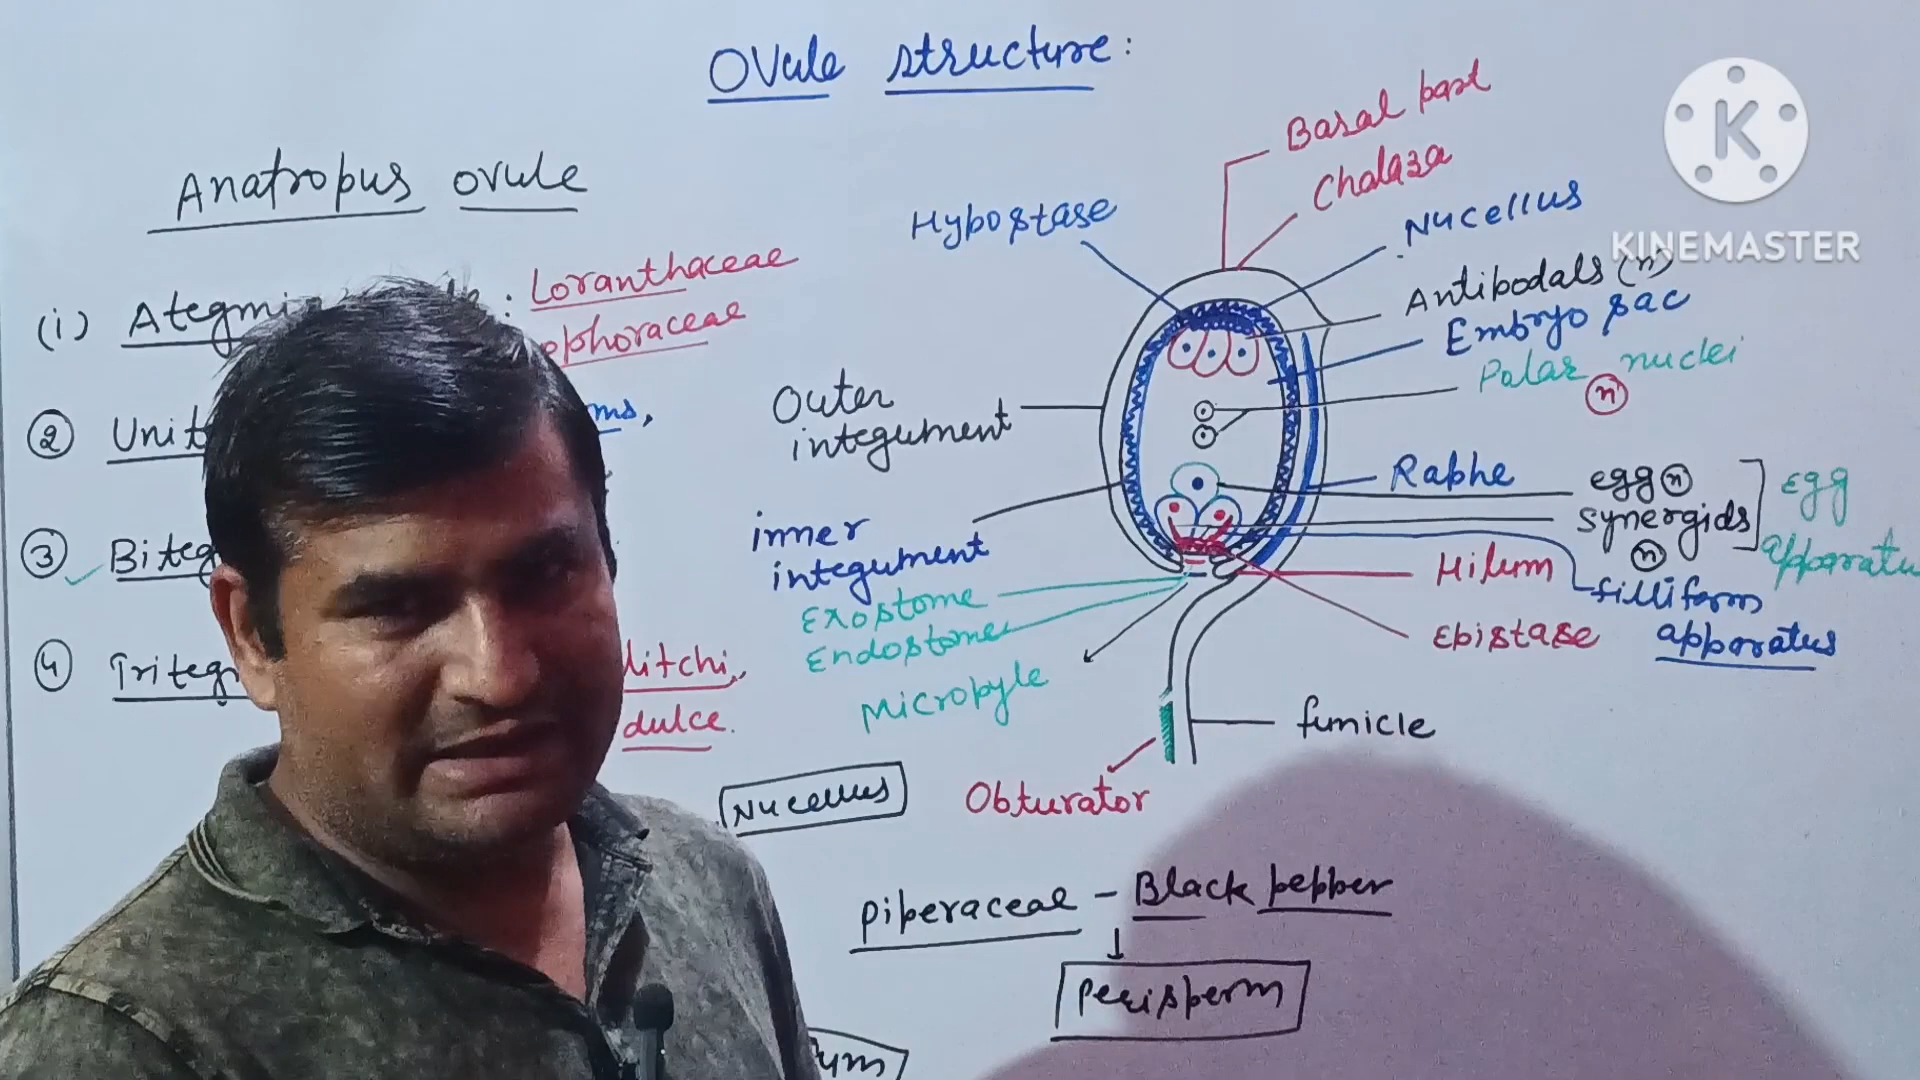 Ovule structure:
Anatropus ovule
(i) Ategmi : Loranthaceae
ophoraceae
② Unit ms,
③ Biteg
④ Triteg litchi,
dulce.
Basal part
Chalaza
Hypostase
Nucellus
Antipodals (n)
Embryo sac
Polar nuclei
n
Outer
integument
Raphe
egg n
synergids
n
egg
apparatu
inner
integument
Hilum
filliform
apparatus
Exostome
Endostome
Epistase
Micropyle
funicle
Obturator
Nucellus
Piperaceae - Black pepper
Perisperm
K
KINEMASTER